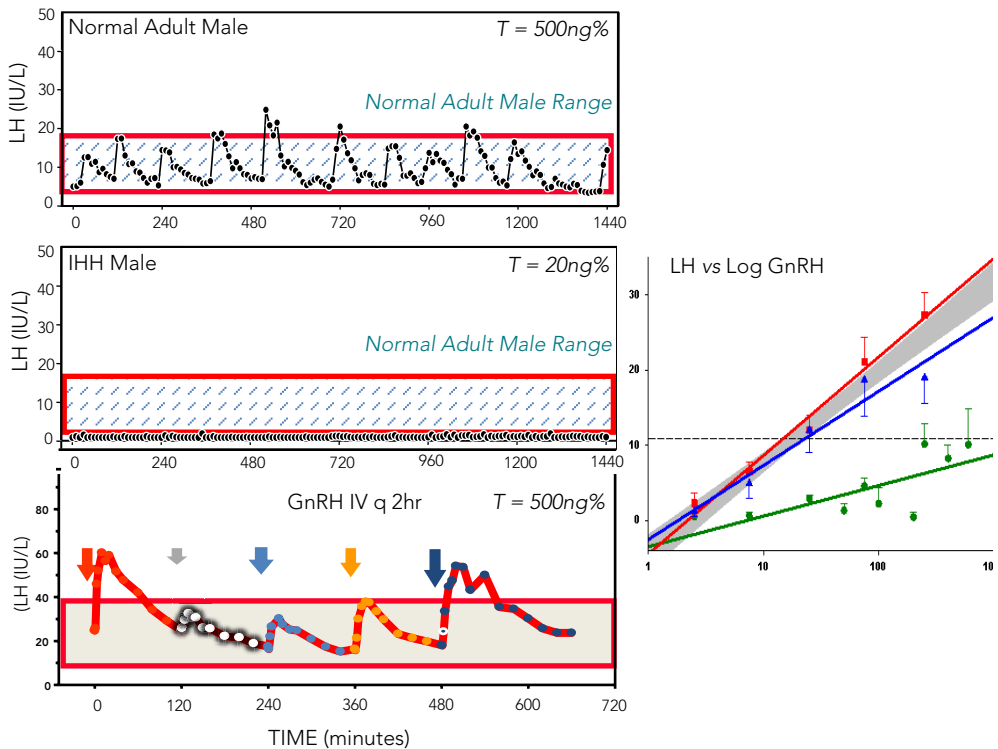 Normal Adult Male
T = 500ng%
Normal Adult Male Range
LH (IU/L)
50
40
30
20
10
0
0 240 480 720 960 1200 1440
IHH Male
T = 20ng%
Normal Adult Male Range
LH (IU/L)
50
40
30
20
10
0
0 240 480 720 960 1200 1440
GnRH IV q 2hr
T = 500ng%
(LH (IU/L)
80
60
40
20
0
0 120 240 360 480 600 720
TIME (minutes)
LH vs Log GnRH
30
20
10
0
1 10 100